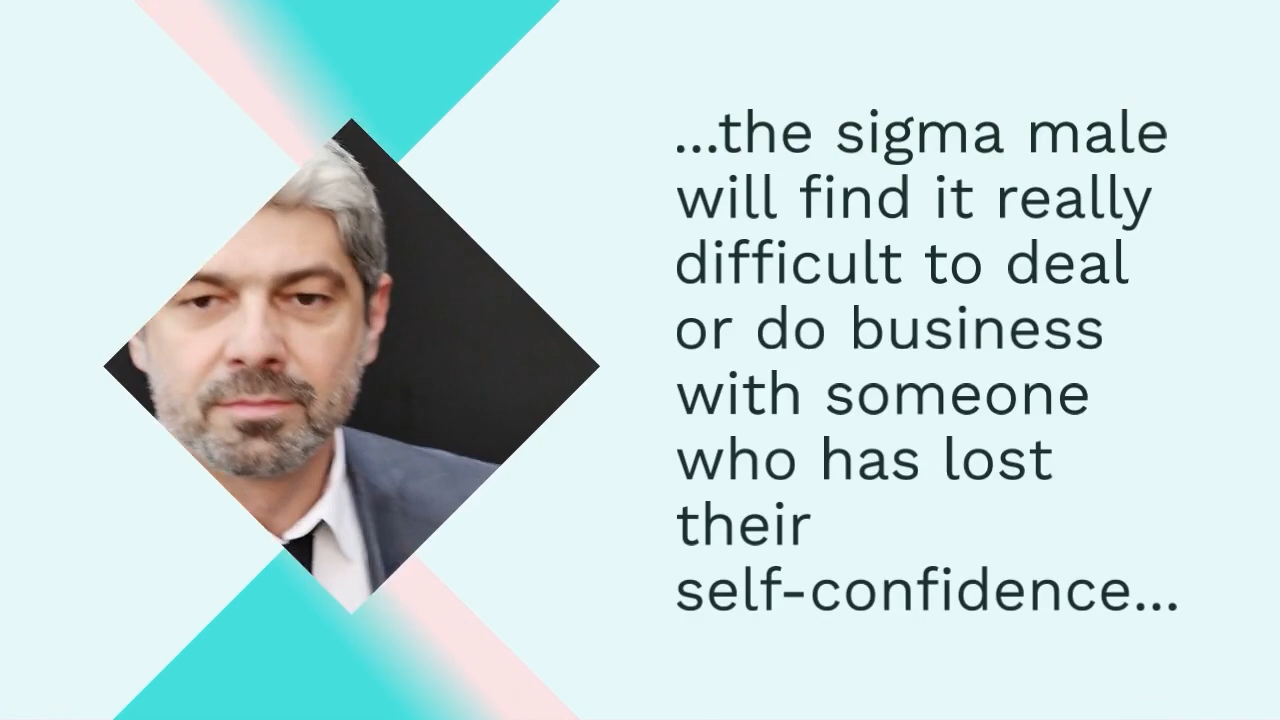 ...the sigma male
will find it really
difficult to deal
or do business
with someone
who has lost
their
self-confidence...